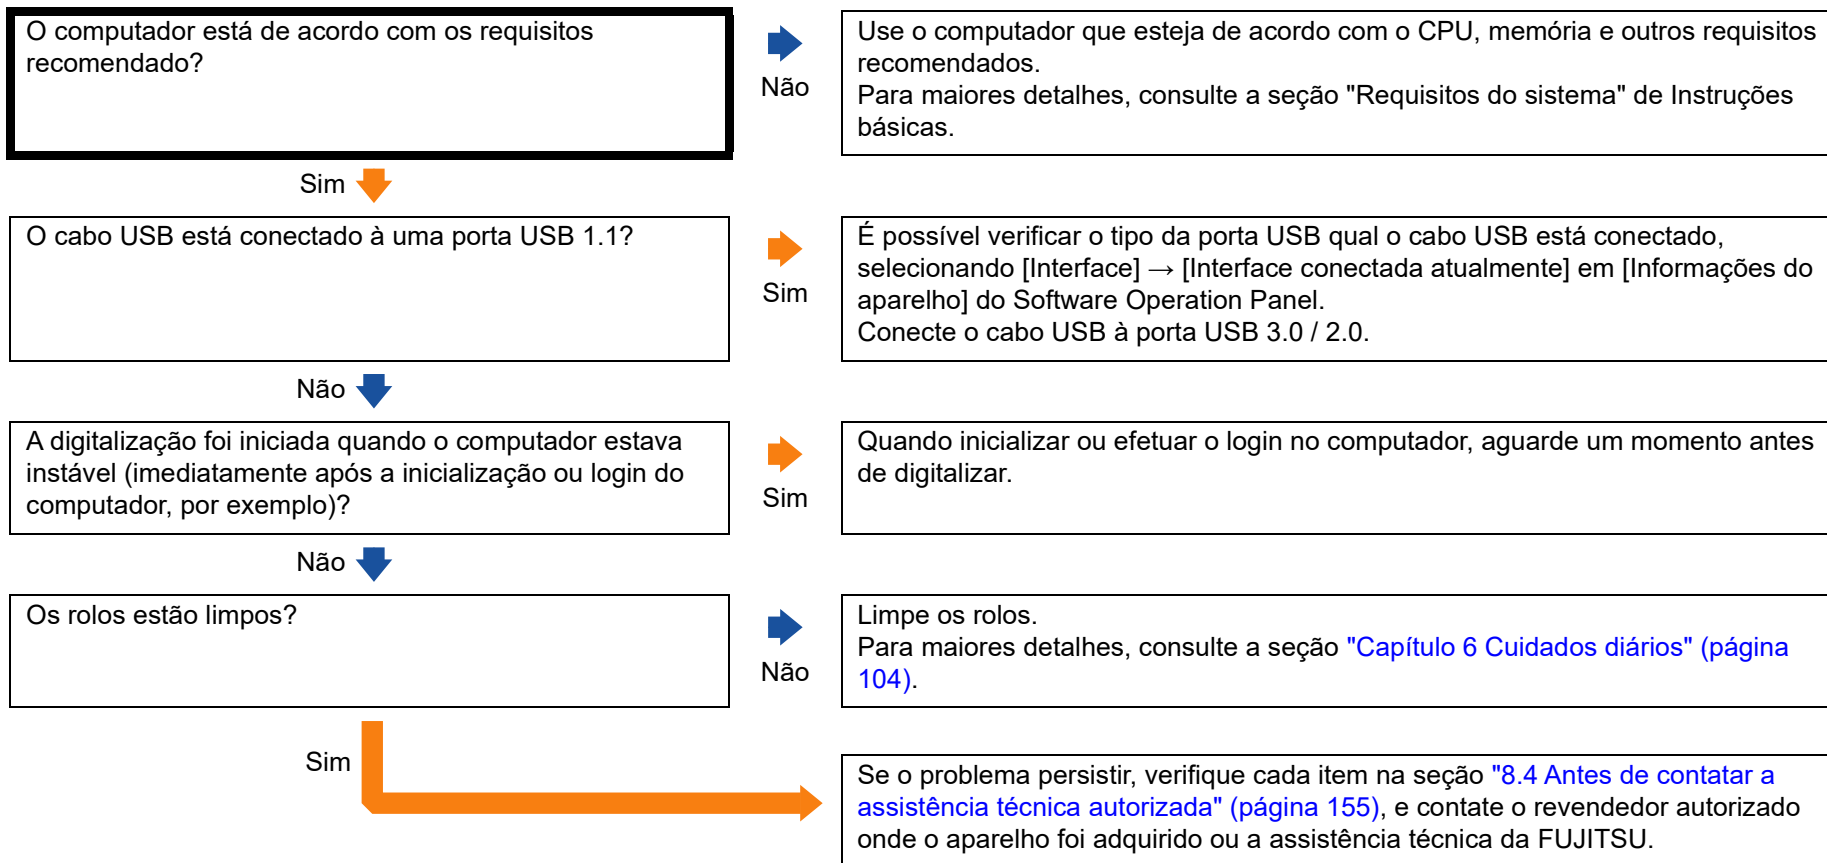 O computador está de acordo com os requisitos
recomendado?
Não
Use o computador que esteja de acordo com o CPU, memória e outros requisitos
recomendados.
Para maiores detalhes, consulte a seção "Requisitos do sistema" de Instruções
básicas.
Sim
O cabo USB está conectado à uma porta USB 1.1?
Sim
É possível verificar o tipo da porta USB qual o cabo USB está conectado,
selecionando [Interface] → [Interface conectada atualmente] em [Informações do
aparelho] do Software Operation Panel.
Conecte o cabo USB à porta USB 3.0 / 2.0.
Não
A digitalização foi iniciada quando o computador estava
instável (imediatamente após a inicialização ou login do
computador, por exemplo)?
Sim
Quando inicializar ou efetuar o login no computador, aguarde um momento antes
de digitalizar.
Não
Os rolos estão limpos?
Não
Limpe os rolos.
Para maiores detalhes, consulte a seção "Capítulo 6 Cuidados diários" (página
104).
Sim
Se o problema persistir, verifique cada item na seção "8.4 Antes de contatar a
assistência técnica autorizada" (página 155), e contate o revendedor autorizado
onde o aparelho foi adquirido ou a assistência técnica da FUJITSU.